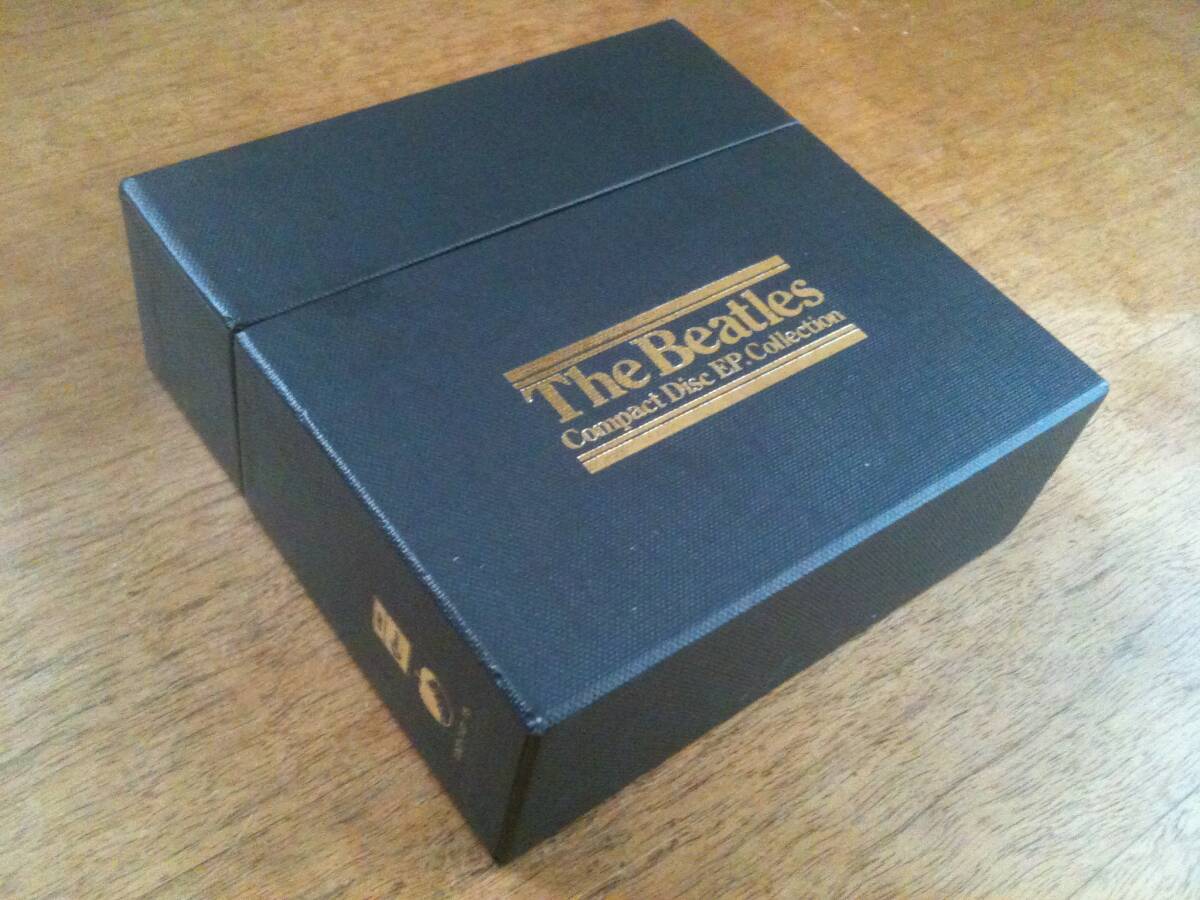 The Beatles
Compact Disc EP. Collection